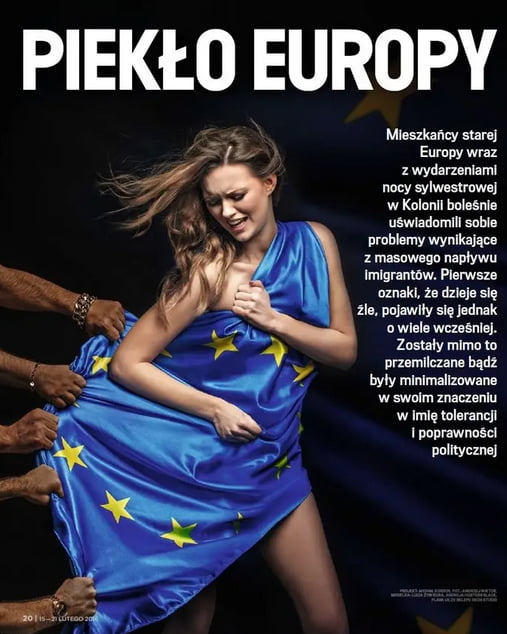 PIEKŁO EUROPY
Mieszkańcy starej
Europy wraz
z wydarzeniami
nocy sylwestrowej
w Kolonii boleśnie
uświadomili sobie
problemy wynikające
z masowego napływu
imigrantów. Pierwsze
oznaki, że dzieje się
źle, pojawiły się jednak
o wiele wcześniej.
Zostały mimo to
przemilczane bądź
były minimalizowane
w swoim znaczeniu
w imię tolerancji
i poprawności
politycznej
20 | 15–21 LUTEGO